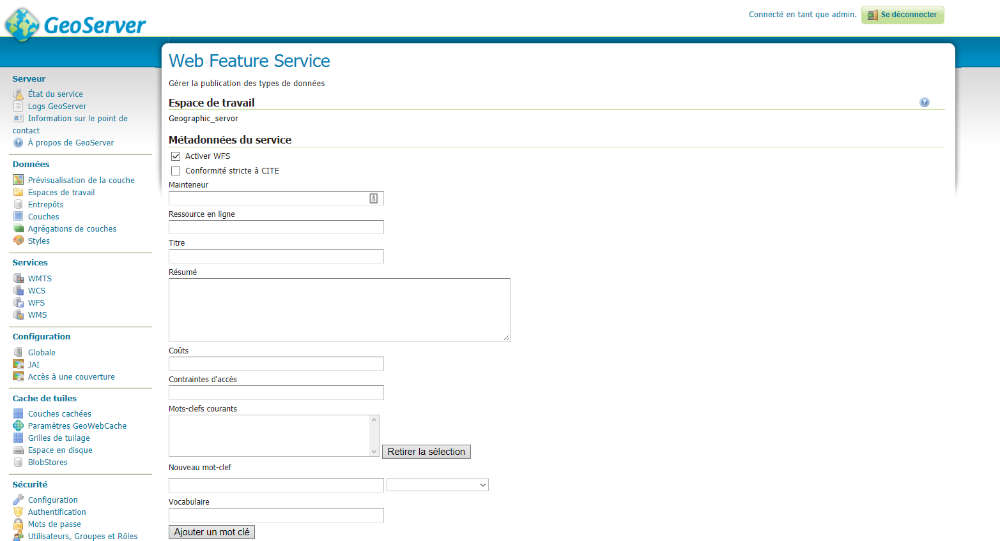 GeoServer
Connecté en tant que admin.
Se déconnecter
Serveur
État du service
Logs GeoServer
Information sur le point de
contact
À propos de GeoServer
Données
Prévisualisation de la couche
Espaces de travail
Entrepôts
Couches
Agrégations de couches
Styles
Services
WMTS
WCS
WFS
WMS
Configuration
Globale
JAI
Accès à une couverture
Cache de tuiles
Couches cachées
Paramètres GeoWebCache
Grilles de tuilage
Espace en disque
BlobStores
Sécurité
Configuration
Authentification
Mots de passe
Utilisateurs, Groupes et Rôles
Web Feature Service
Gérer la publication des types de données
Espace de travail
Geographic_servor
Métadonnées du service
Activer WFS
Conformité stricte à CITE
Mainteneur
Ressource en ligne
Titre
Résumé
Coûts
Contraintes d'accès
Mots-clefs courants
Retirer la sélection
Nouveau mot-clef
Vocabulaire
Ajouter un mot clé